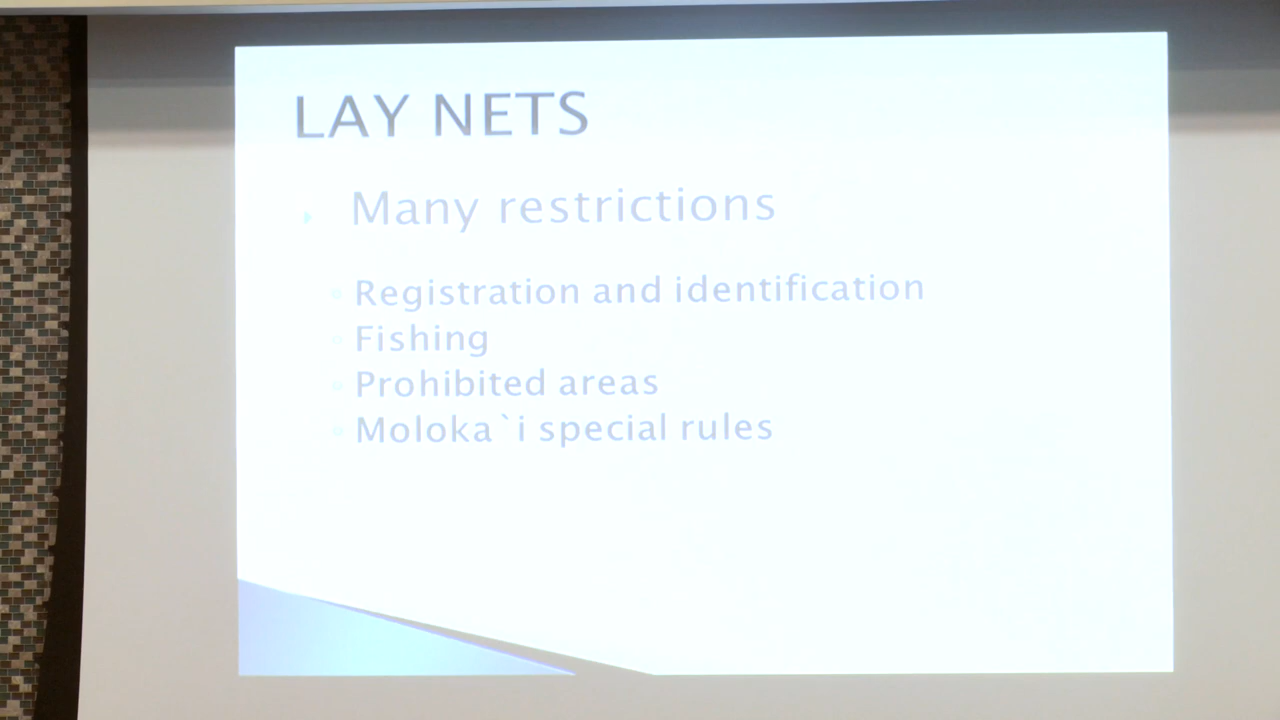 LAY NETS
Many restrictions
Registration and identification
Fishing
Prohibited areas
Moloka`i special rules